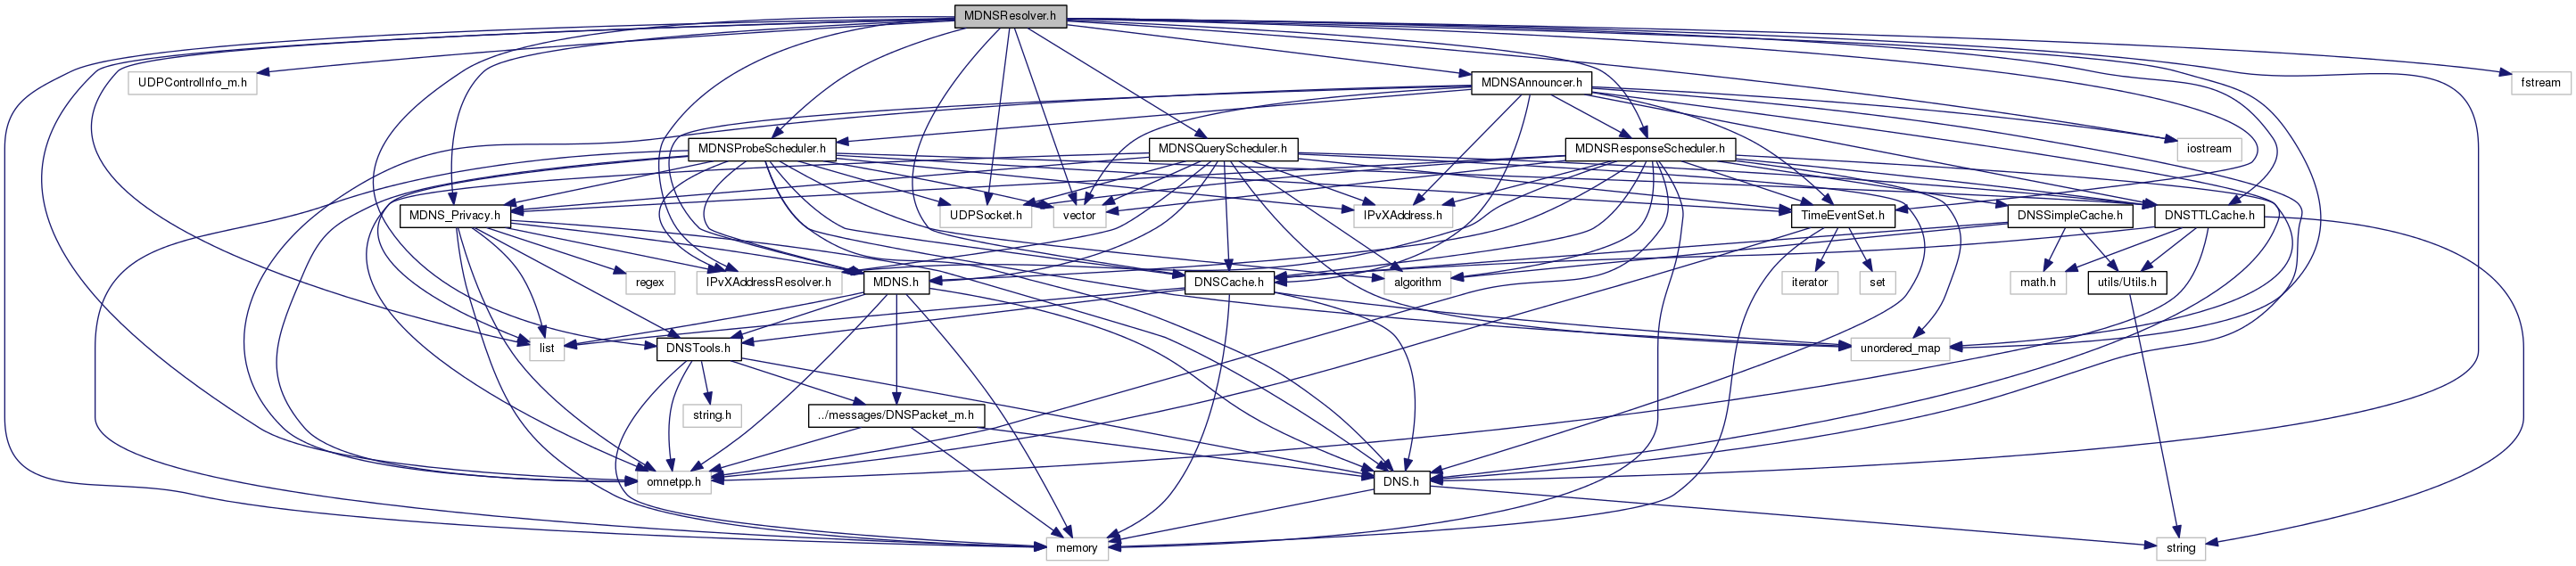 MDNSResolver.h
UDPControlInfo_m.h
MDNSAnnouncer.h
fstream
MDNSProbeScheduler.h
MDNSQueryScheduler.h
MDNSResponseScheduler.h
iostream
MDNS_Privacy.h
UDPSocket.h
vector
IPvXAddress.h
TimeEventSet.h
DNSSimpleCache.h
DNSTTLCache.h
regex
IPvXAddressResolver.h
MDNS.h
DNSCache.h
algorithm
iterator
set
math.h
utils/Utils.h
list
DNSTools.h
unordered_map
string.h
../messages/DNSPacket_m.h
omnetpp.h
DNS.h
memory
string